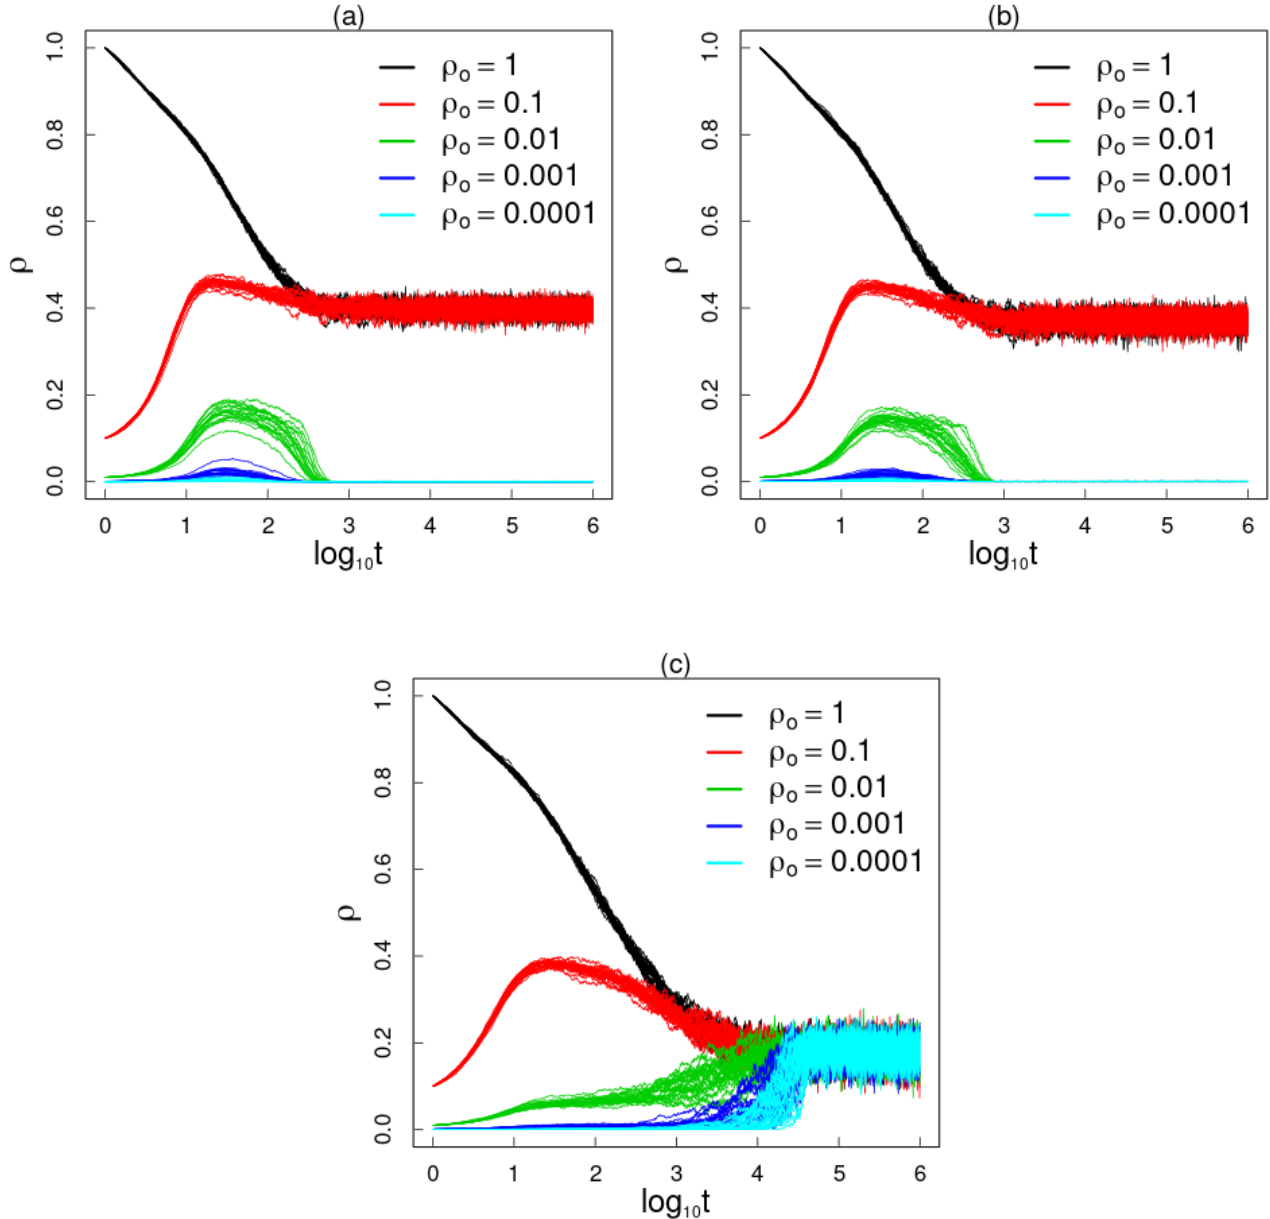 (a)
ρo = 1
ρo = 0.1
ρo = 0.01
ρo = 0.001
ρo = 0.0001
ρ
1.0
0.8
0.6
0.4
0.2
0.0
0 1 2 3 4 5 6
log10t
(b)
ρo = 1
ρo = 0.1
ρo = 0.01
ρo = 0.001
ρo = 0.0001
ρ
1.0
0.8
0.6
0.4
0.2
0.0
0 1 2 3 4 5 6
log10t
(c)
ρo = 1
ρo = 0.1
ρo = 0.01
ρo = 0.001
ρo = 0.0001
ρ
1.0
0.8
0.6
0.4
0.2
0.0
0 1 2 3 4 5 6
log10t